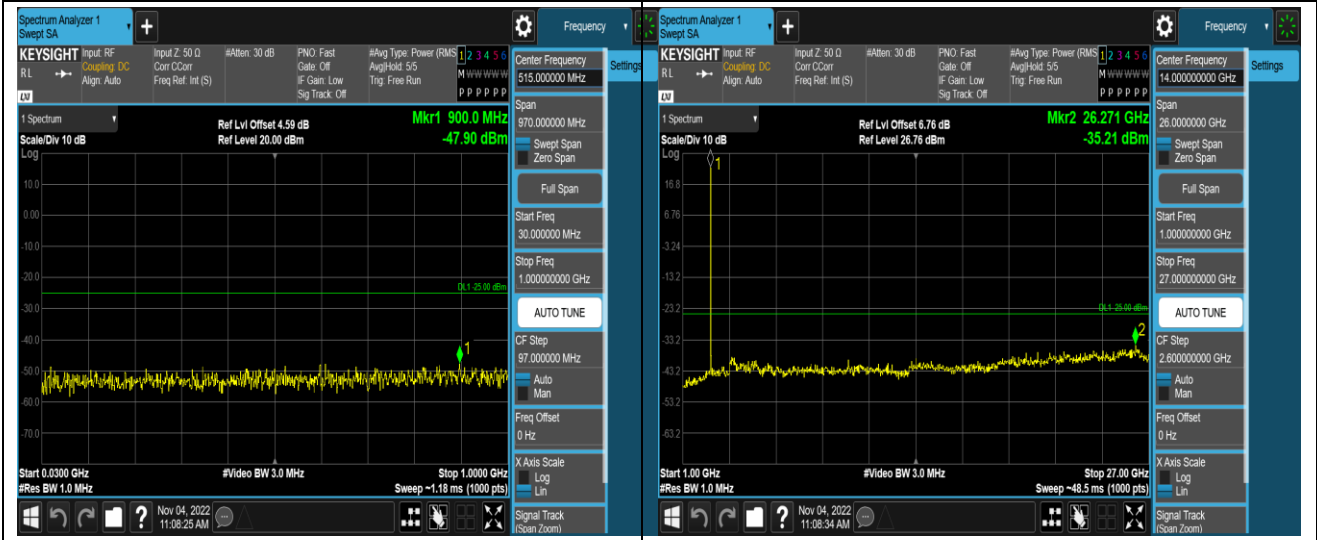 Spectrum Analyzer 1
Swept SA
Frequency
KEYSIGHT
Input: RF
Coupling: DC
Align: Auto
Input Z: 50 Ω
Corr CCorr
Freq Ref: Int (S)
#Atten: 30 dB
PNO: Fast
Gate: Off
IF Gain: Low
Sig Track: Off
#Avg Type: Power (RMS
Avg|Hold: 5/5
Trig: Free Run
1 2 3 4 5 6
M W W W W W
P P P P P P
RL
LXI
Center Frequency
515.000000 MHz
Settings
Span
970.000000 MHz
Swept Span
Zero Span
Full Span
Start Freq
30.000000 MHz
Stop Freq
1.000000000 GHz
AUTO TUNE
CF Step
97.000000 MHz
Auto
Man
Freq Offset
0 Hz
X Axis Scale
Log
Lin
Signal Track
(Span Zoom)
1 Spectrum
Scale/Div 10 dB
Log
Ref Lvl Offset 4.59 dB
Ref Level 20.00 dBm
Mkr1 900.0 MHz
-47.90 dBm
10.0
0.00
-10.0
-20.0
DL1 -25.00 dBm
-30.0
-40.0
1
-50.0
-60.0
-70.0
Start 0.0300 GHz
#Video BW 3.0 MHz
Stop 1.0000 GHz
#Res BW 1.0 MHz
Sweep ~1.18 ms (1000 pts)
?
Nov 04, 2022
11:08:25 AM
Spectrum Analyzer 1
Swept SA
Frequency
KEYSIGHT
Input: RF
Coupling: DC
Align: Auto
Input Z: 50 Ω
Corr CCorr
Freq Ref: Int (S)
#Atten: 30 dB
PNO: Fast
Gate: Off
IF Gain: Low
Sig Track: Off
#Avg Type: Power (RMS
Avg|Hold: 5/5
Trig: Free Run
1 2 3 4 5 6
M W W W W W
P P P P P P
RL
LXI
Center Frequency
14.000000000 GHz
Settings
Span
26.0000000 GHz
Swept Span
Zero Span
Full Span
Start Freq
1.000000000 GHz
Stop Freq
27.000000000 GHz
AUTO TUNE
CF Step
2.600000000 GHz
Auto
Man
Freq Offset
0 Hz
X Axis Scale
Log
Lin
Signal Track
(Span Zoom)
1 Spectrum
Scale/Div 10 dB
Log
Ref Lvl Offset 6.76 dB
Ref Level 26.76 dBm
Mkr2 26.271 GHz
-35.21 dBm
1
16.8
6.76
-3.24
-13.2
-23.2
DL1 -25.00 dBm
-33.2
2
-43.2
-53.2
-63.2
Start 1.00 GHz
#Video BW 3.0 MHz
Stop 27.00 GHz
#Res BW 1.0 MHz
Sweep ~48.5 ms (1000 pts)
?
Nov 04, 2022
11:08:34 AM